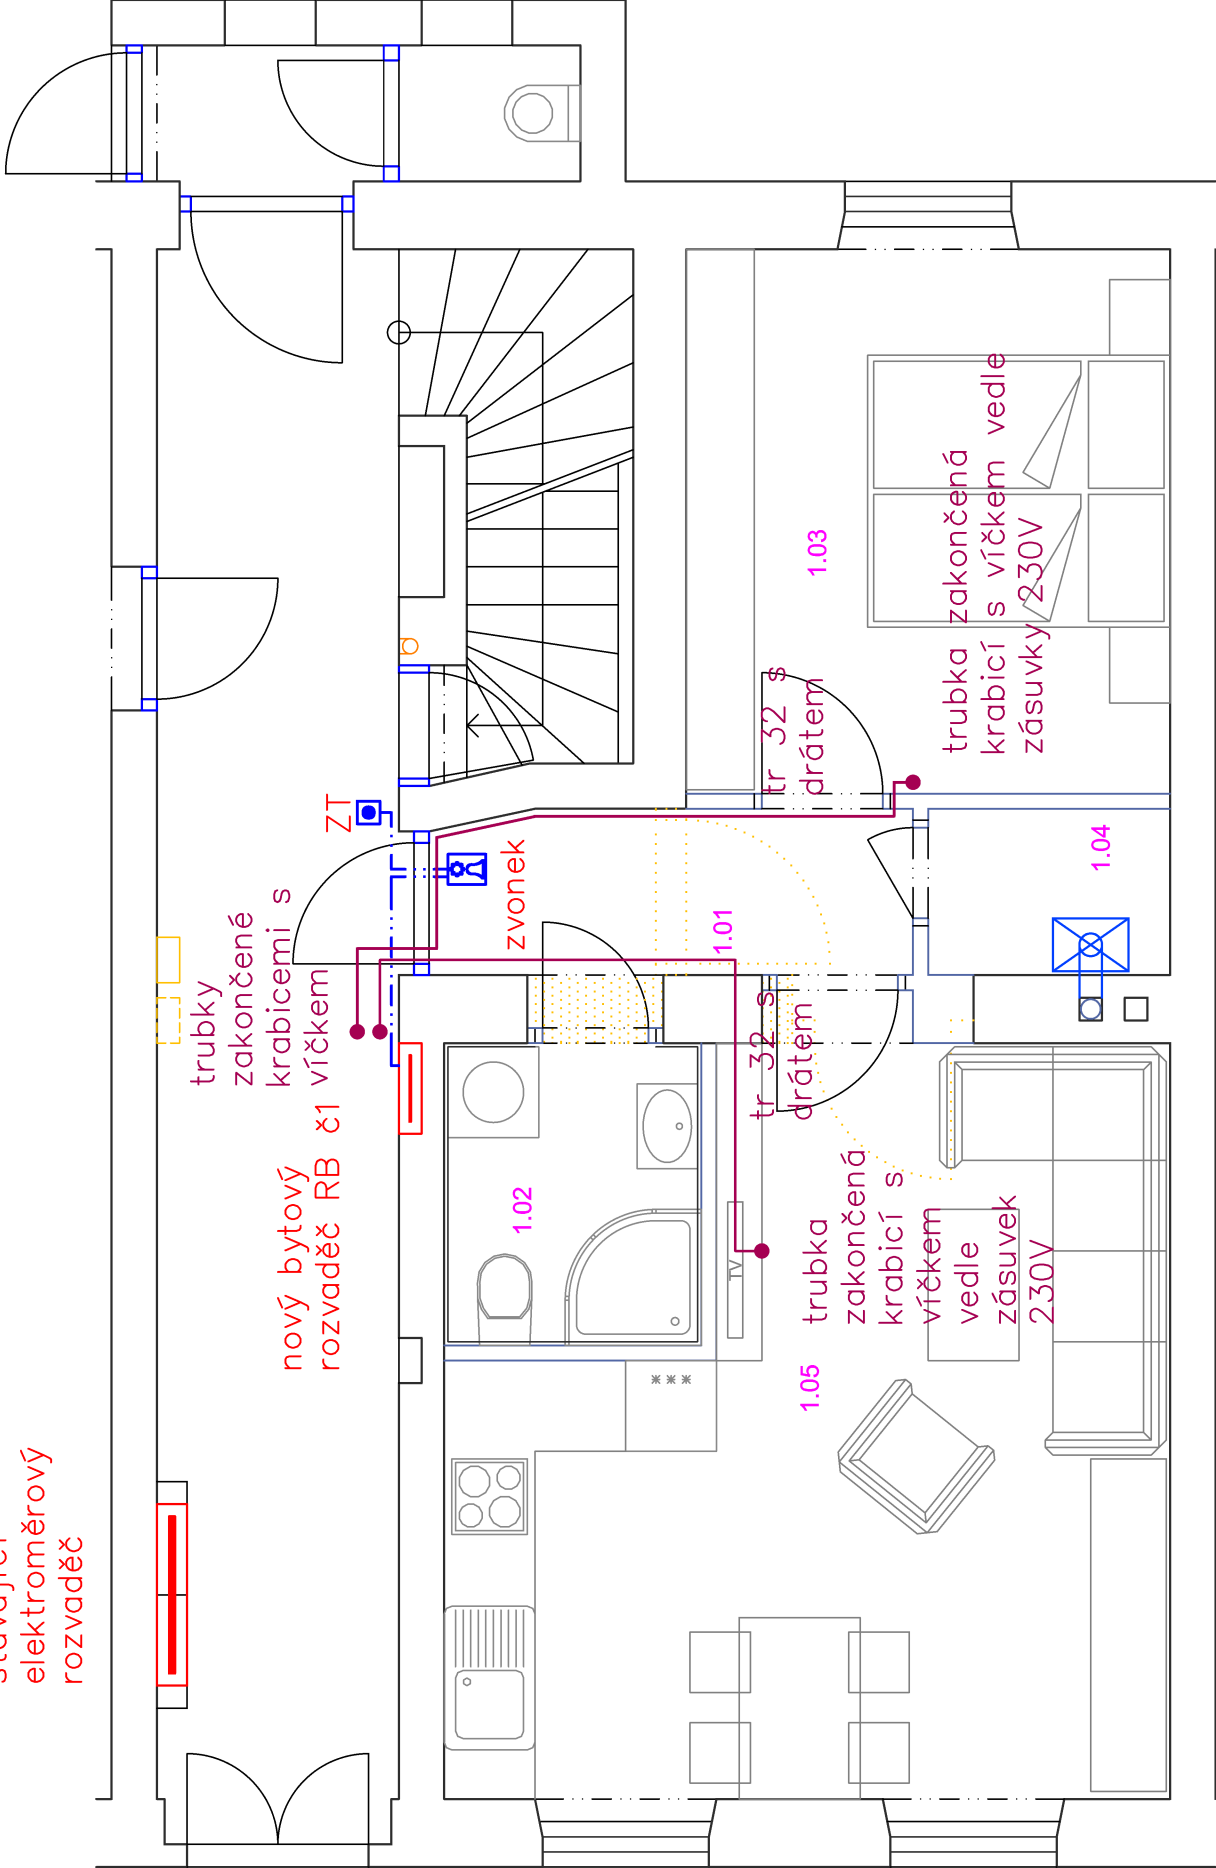 stávající
elektroměrový
rozvaděč
trubky
zakončené
krabicemi s
víčkem
nový bytový
rozvaděč RB č1
ZT
zvonek
1.01
1.02
1.03
1.04
1.05
tr 32 s
drátem
trubka zakončená
krabicí s víčkem vedle
zásuvky 230V
tr 32 s
drátem
TV
trubka
zakončená
krabicí s
víčkem
vedle
zásuvek
230V